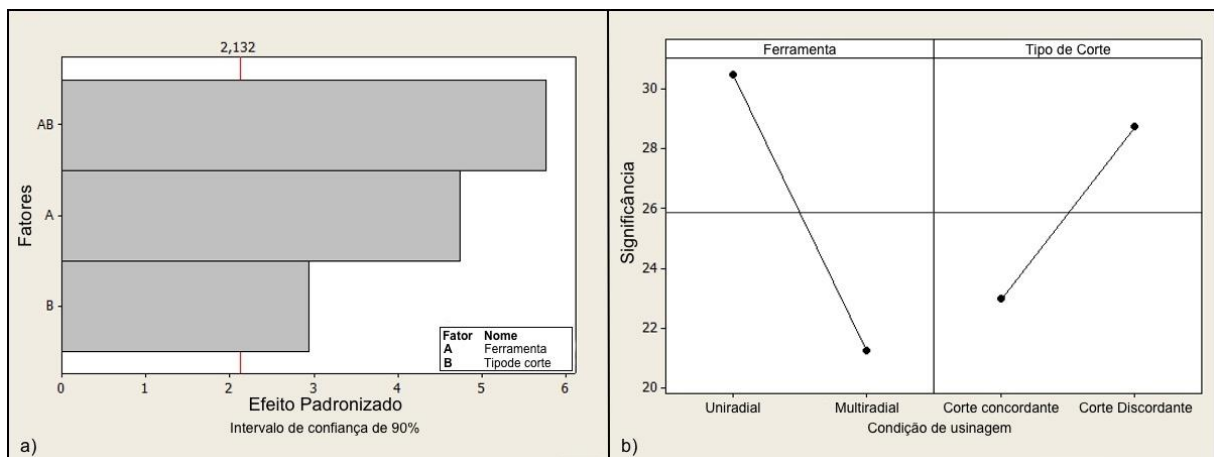 2,132
Fatores
AB
A
B
Fator Nome
A Ferramenta
B Tipode corte
0 1 2 3 4 5 6
Efeito Padronizado
Intervalo de confiança de 90%
a)
Ferramenta Tipo de Corte
Significância
30
28
26
24
22
20
Uniradial Multiradial Corte concordante Corte Discordante
Condição de usinagem
b)